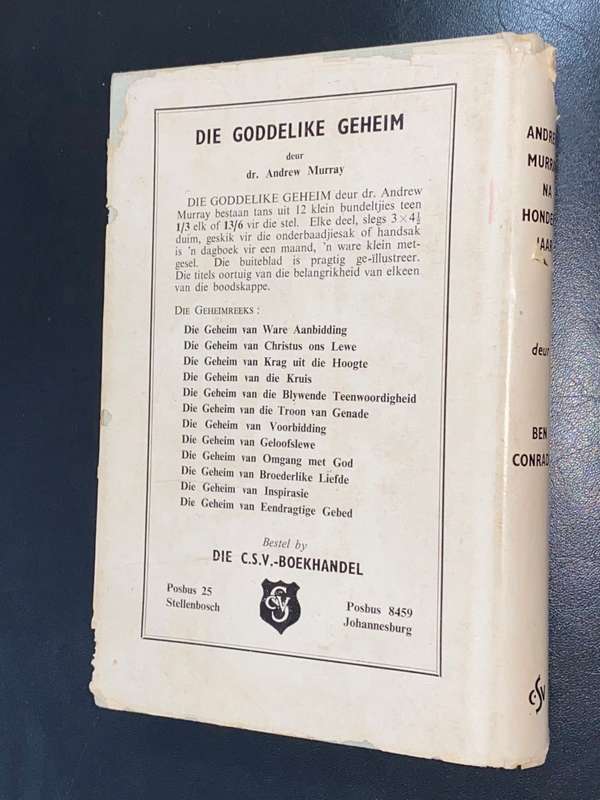 DIE GODDELIKE GEHEIM
deur
dr. Andrew Murray
DIE GODDELIKE GEHEIM deur dr. Andrew
Murray bestaan tans uit 12 klein bundeltjies teen
1/3 elk of 13/6 vir die stel. Elke deel, slegs 3 × 4½
duim, geskik vir die onderbaadjiesak of handsak
is 'n dagboek vir een maand, 'n ware klein met-
gesel. Die buiteblad is pragtig ge-illustreer.
Die titels oortuig van die belangrikheid van elkeen
van die boodskappe.
DIE GEHEIMREEKS :
Die Geheim van Ware Aanbidding
Die Geheim van Christus ons Lewe
Die Geheim van Krag uit die Hoogte
Die Geheim van die Kruis
Die Geheim van die Blywende Teenwoordigheid
Die Geheim van die Troon van Genade
Die Geheim van Voorbidding
Die Geheim van Geloofslewe
Die Geheim van Omgang met God
Die Geheim van Broederlike Liefde
Die Geheim van Inspirasie
Die Geheim van Eendragtige Gebed
Bestel by
DIE C.S.V.-BOEKHANDEL
Posbus 25
Stellenbosch
CSV
Posbus 8459
Johannesburg
ANDRE
MURRA
NA
HONDE
deur
BEN
CONRAD
CSV